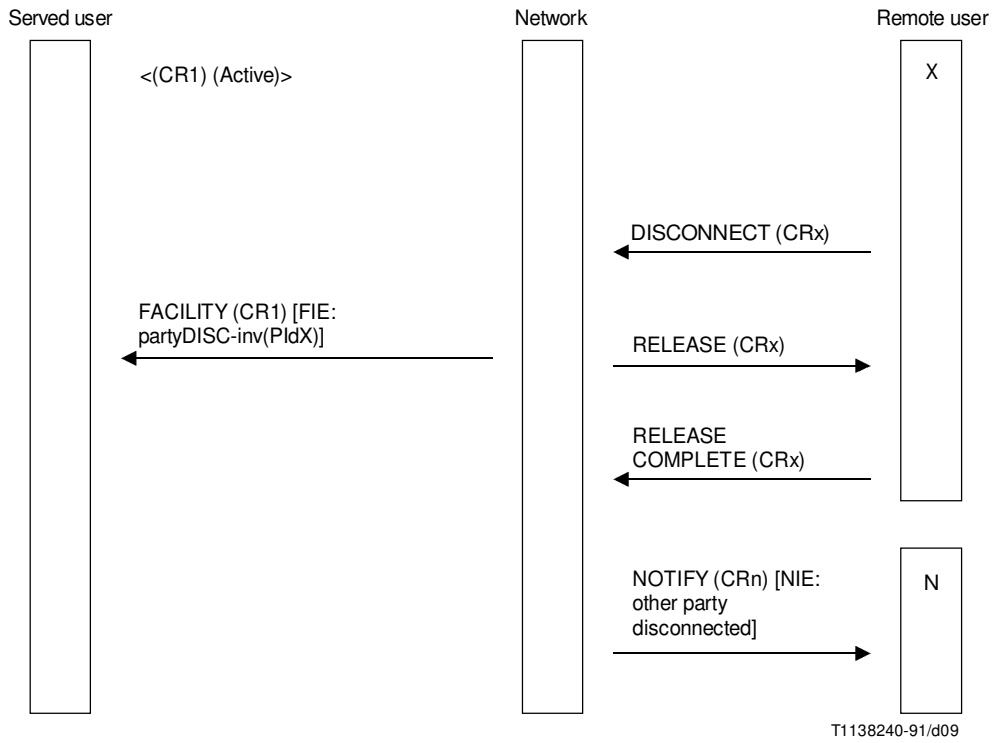 Served user
Network
Remote user
<(CR1) (Active)>
X
DISCONNECT (CRx)
FACILITY (CR1) [FIE:
partyDISC-inv(PIdX)]
RELEASE (CRx)
RELEASE
COMPLETE (CRx)
NOTIFY (CRn) [NIE:
other party
disconnected]
N
T1138240-91/d09